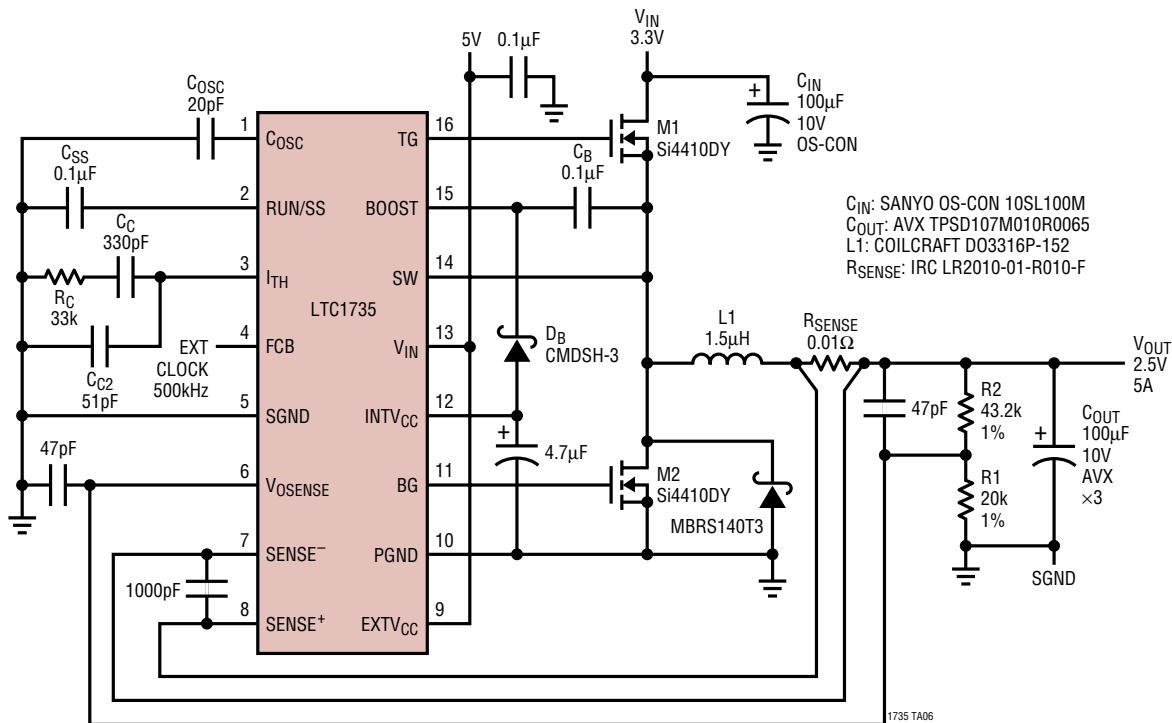 V_IN
3.3V
5V
0.1µF
C_OSC
20pF
C_IN
100µF
10V
OS-CON
+
1
C_OSC
TG
16
M1
Si4410DY
C_SS
0.1µF
C_B
0.1µF
2
RUN/SS
BOOST
15
C_IN: SANYO OS-CON 10SL100M
C_OUT: AVX TPSD107M010R0065
L1: COILCRAFT DO3316P-152
R_SENSE: IRC LR2010-01-R010-F
C_C
330pF
3
I_TH
SW
14
R_C
33k
LTC1735
L1
1.5µH
R_SENSE
0.01Ω
D_B
CMDSH-3
4
FCB
V_IN
13
EXT
CLOCK
500kHz
V_OUT
2.5V
5A
C_C2
51pF
5
SGND
INTV_CC
12
47pF
R2
43.2k
1%
C_OUT
100µF
10V
AVX
×3
+
+
4.7µF
47pF
6
V_OSENSE
BG
11
M2
Si4410DY
MBRS140T3
R1
20k
1%
7
SENSE⁻
PGND
10
SGND
1000pF
8
SENSE⁺
EXTV_CC
9
1735 TA06